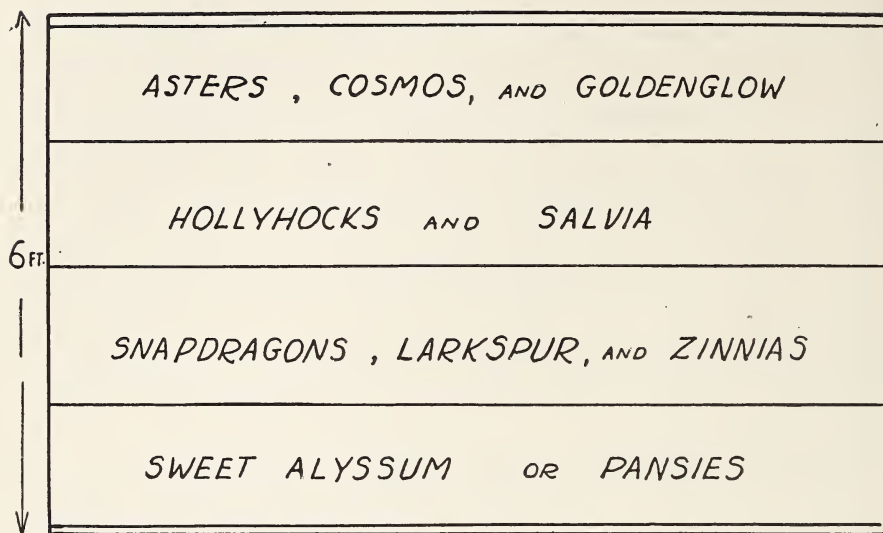 ASTERS, COSMOS, AND GOLDENGLOW
HOLLYHOCKS AND SALVIA
6 FT.
SNAPDRAGONS, LARKSPUR, AND ZINNIAS
SWEET ALYSSUM OR PANSIES